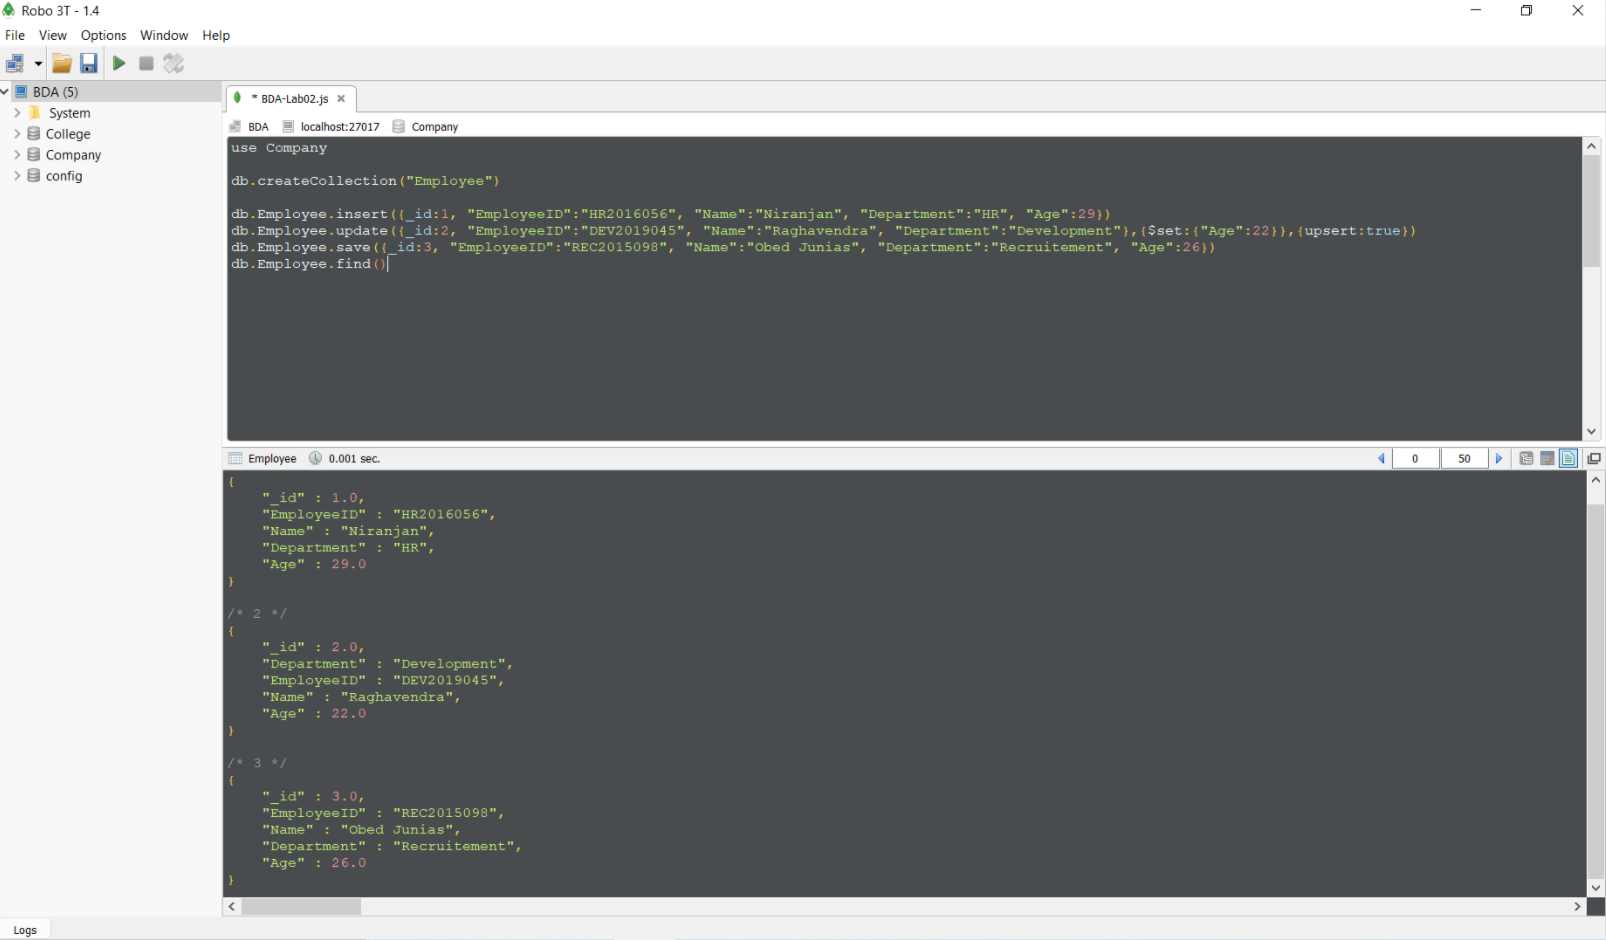 Robo 3T - 1.4
File View Options Window Help
BDA (5)
System
College
Company
config
* BDA-Lab02.js
BDA localhost:27017 Company
use Company
db.createCollection("Employee")
db.Employee.insert({_id:1, "EmployeeID":"HR2016056", "Name":"Niranjan", "Department":"HR", "Age":29})
db.Employee.update({_id:2, "EmployeeID":"DEV2019045", "Name":"Raghavendra", "Department":"Development"},{$set:{"Age":22}},{upsert:true})
db.Employee.save({_id:3, "EmployeeID":"REC2015098", "Name":"Obed Junias", "Department":"Recruitement", "Age":26})
db.Employee.find()
Employee 0.001 sec. 0 50
{
"_id" : 1.0,
"EmployeeID" : "HR2016056",
"Name" : "Niranjan",
"Department" : "HR",
"Age" : 29.0
}
/* 2 */
{
"_id" : 2.0,
"Department" : "Development",
"EmployeeID" : "DEV2019045",
"Name" : "Raghavendra",
"Age" : 22.0
}
/* 3 */
{
"_id" : 3.0,
"EmployeeID" : "REC2015098",
"Name" : "Obed Junias",
"Department" : "Recruitement",
"Age" : 26.0
}
Logs